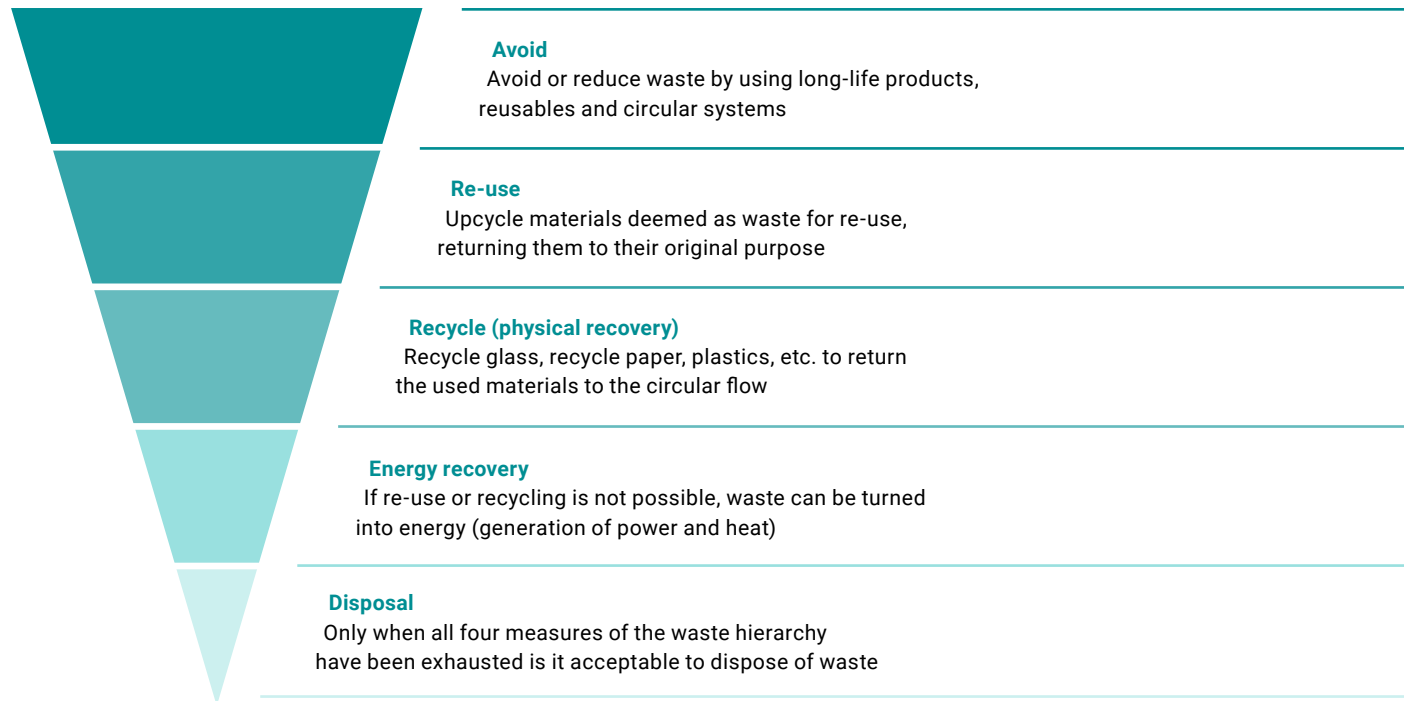 Avoid
Avoid or reduce waste by using long-life products,
reusables and circular systems
Re-use
Upcycle materials deemed as waste for re-use,
returning them to their original purpose
Recycle (physical recovery)
Recycle glass, recycle paper, plastics, etc. to return
the used materials to the circular flow
Energy recovery
If re-use or recycling is not possible, waste can be turned
into energy (generation of power and heat)
Disposal
Only when all four measures of the waste hierarchy
have been exhausted is it acceptable to dispose of waste